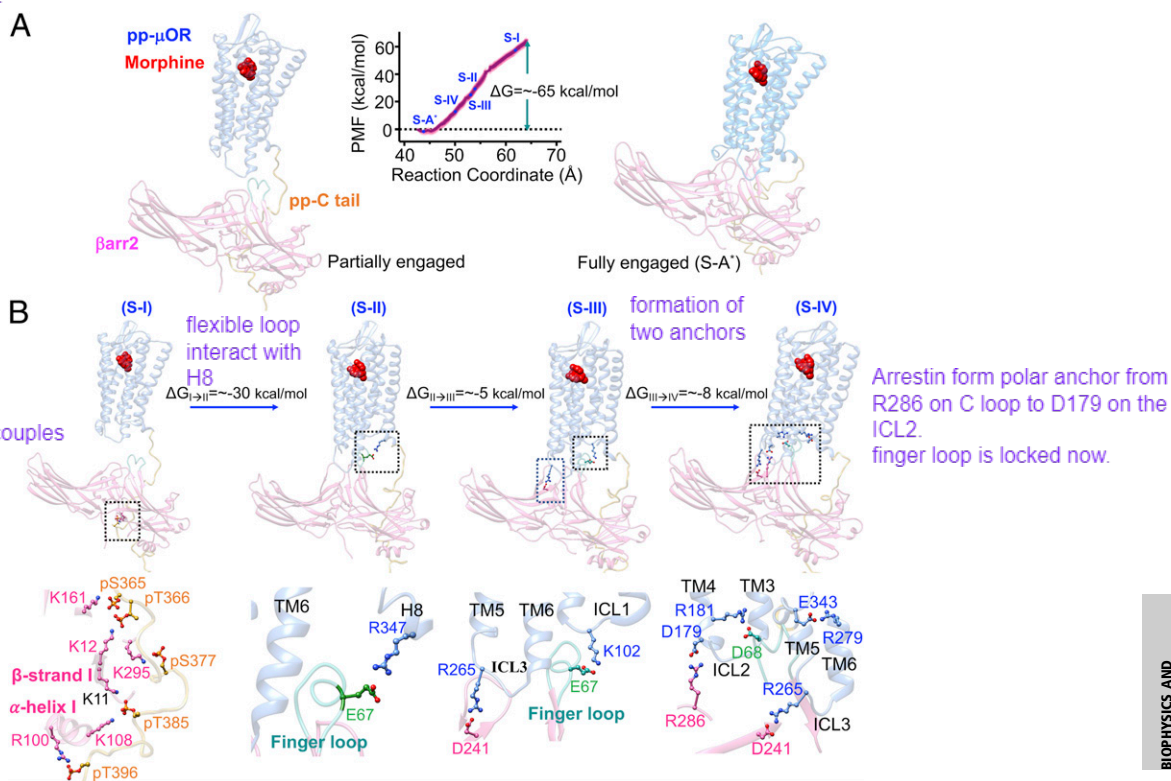 A
pp-μOR
Morphine
pp-C tail
βarr2
Partially engaged
PMF (kcal/mol)
60
40
20
0
S-I
S-II
S-IV
S-III
S-A*
ΔG=~-65 kcal/mol
40 50 60 70
Reaction Coordinate (Å)
Fully engaged (S-A*)
B
(S-I)
(S-II)
(S-III)
(S-IV)
flexible loop
interact with
H8
formation of
two anchors
ΔG I→II=~-30 kcal/mol
ΔG II→III=~-5 kcal/mol
ΔG III→IV=~-8 kcal/mol
couples
Arrestin form polar anchor from
R286 on C loop to D179 on the
ICL2.
finger loop is locked now.
pS365
K161
pT366
K12
K295
pS377
β-strand I
K11
α-helix I
pT385
R100
K108
pT396
TM6
H8
R347
E67
Finger loop
TM5
TM6
ICL1
R265
ICL3
K102
E67
Finger loop
D241
TM4
TM3
R181
E343
D179
R279
D68
TM5
TM6
ICL2
R265
R286
ICL3
D241
BIOPHYSICS AND